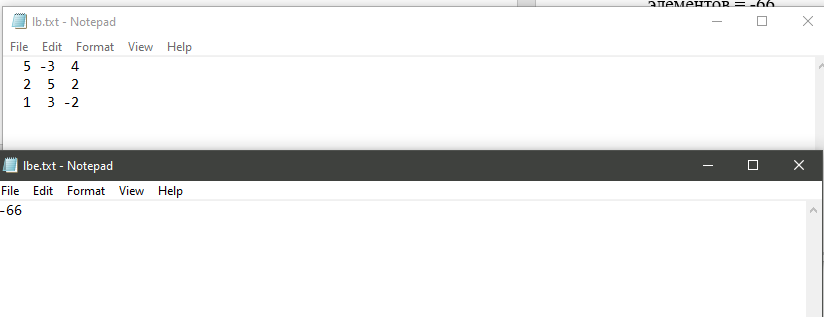 элементов = -66
lb.txt - Notepad
File Edit Format View Help
5 -3 4
2 5 2
1 3 -2
lbe.txt - Notepad
File Edit Format View Help
-66